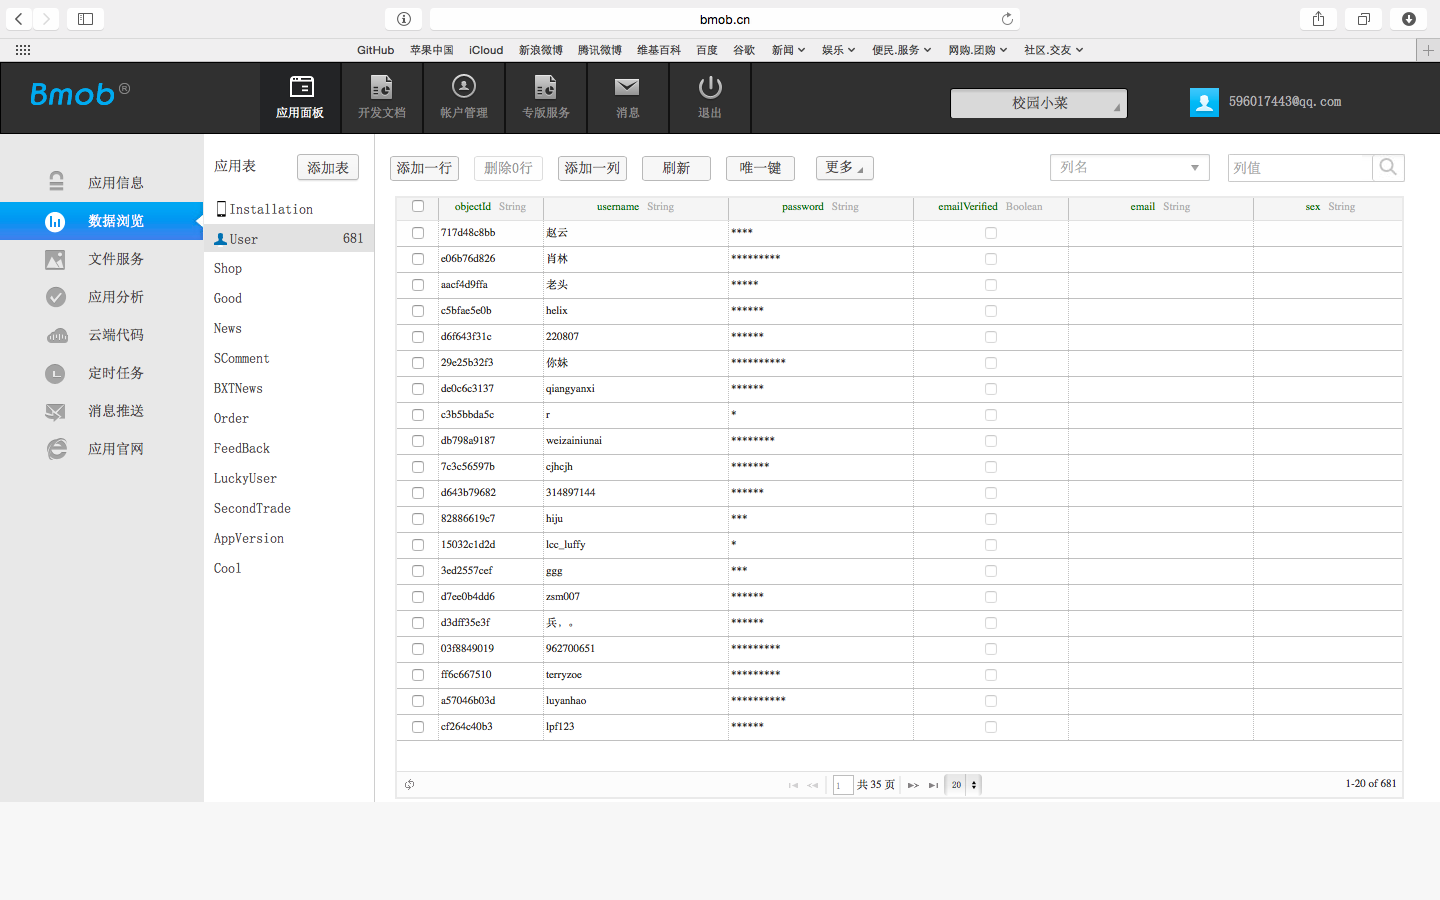 bmob.cn
GitHub 苹果中国 iCloud 新浪微博 腾讯微博 维基百科 百度 谷歌 新闻 娱乐 便民.服务 网购.团购 社区.交友
Bmob®
应用面板 开发文档 帐户管理 专版服务 消息 退出
校园小菜
596017443@qq.com
应用信息
数据浏览
文件服务
应用分析
云端代码
定时任务
消息推送
应用官网
应用表 添加表
Installation
User 681
Shop
Good
News
SComment
BXTNews
Order
FeedBack
LuckyUser
SecondTrade
AppVersion
Cool
添加一行 删除0行 添加一列 刷新 唯一键 更多 列名 列值
objectId String username String password String emailVerified Boolean email String sex String
717d48c8bb 赵云 ****
e06b76d826 肖林 *********
aacf4d9ffa 老头 *****
c5bfae5e0b helix ******
d6f643f31c 220807 ******
29e25b32f3 你妹 **********
de0c6c3137 qiangyanxi ******
c3b5bbda5c r *
db798a9187 weizainiunai ********
7c3c56597b cjhcjh *******
d643b79682 314897144 ******
82886619c7 hiju ***
15032c1d2d lcc_luffy *
3ed2557cef ggg ***
d7ee0b4dd6 zsm007 ******
d3dff35e3f 兵。。 ******
03f8849019 962700651 *********
ff6c667510 terryzoe *********
a57046b03d luyanhao **********
cf264c40b3 lpf123 ******
1 共 35 页 20 1-20 of 681